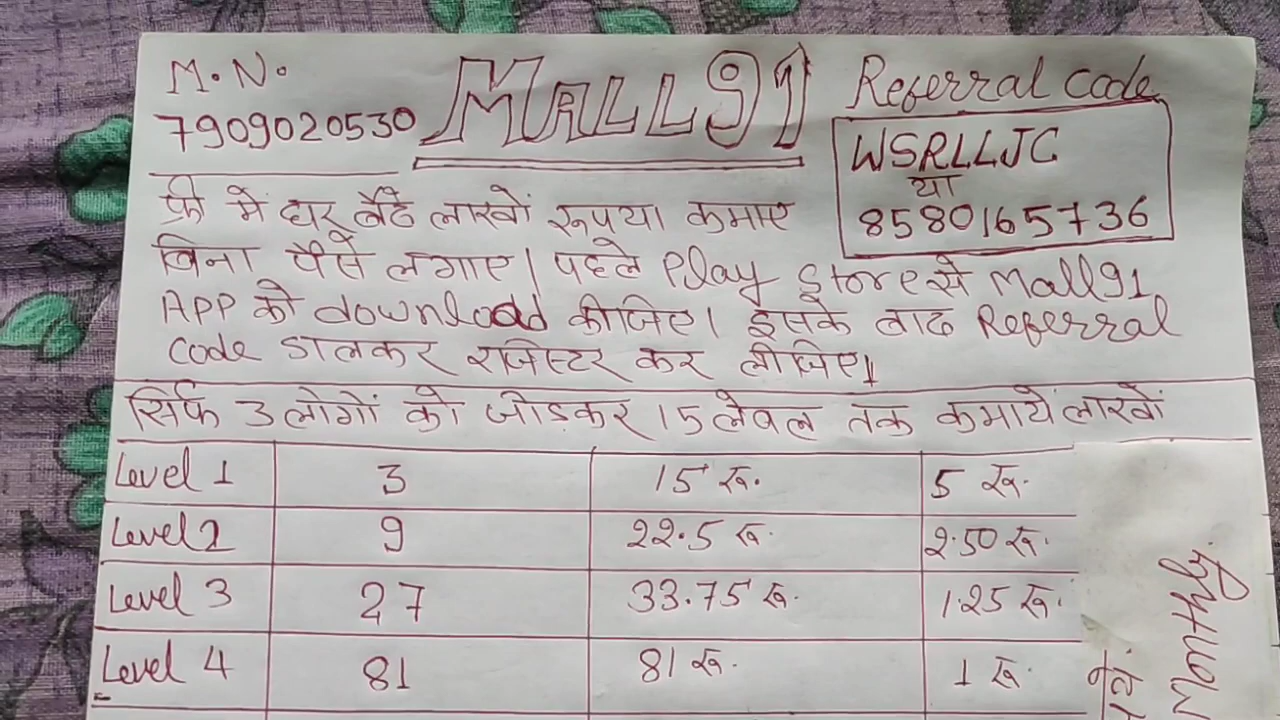 M.N.
7909020530
MALL91
Referral code
WSRLLJC
या
8580165736
फ्री में घर बैठे लाखों रूपया कमाए
बिना पैसे लगाए। पहले Play Store से Mall91
APP को download कीजिए। इसके बाद Referral
code डालकर राजिस्टर कर लीजिए।
सिर्फ 3 लोगों को जोड़कर 15 लेवल तक कमायें लाखों
Level 1 3 15 रू. 5 रू.
Level 2 9 22.5 रू. 2.50 रू.
Level 3 27 33.75 रू. 1.25 रू.
Level 4 81 81 रू. 1 रू.
Monthly